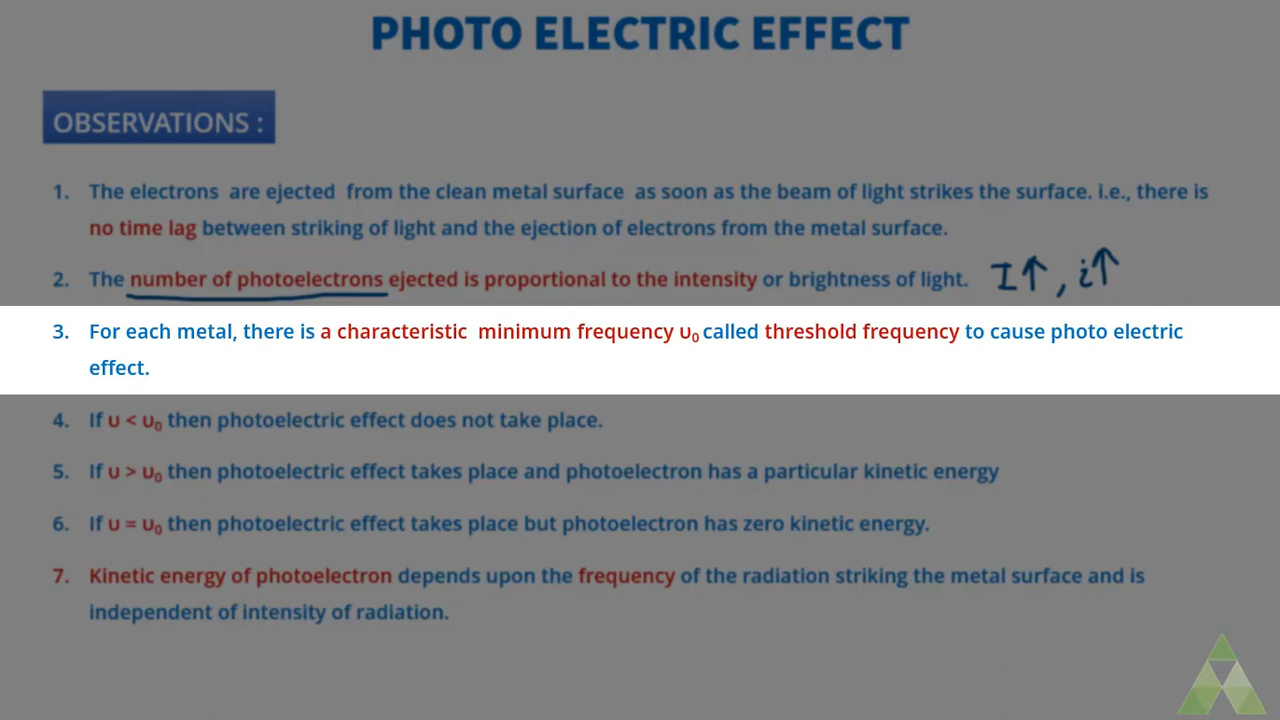 PHOTO ELECTRIC EFFECT
OBSERVATIONS :
1. The electrons are ejected from the clean metal surface as soon as the beam of light strikes the surface. i.e., there is
no time lag between striking of light and the ejection of electrons from the metal surface.
2. The number of photoelectrons ejected is proportional to the intensity or brightness of light. I↑, i↑
3. For each metal, there is a characteristic minimum frequency υ₀ called threshold frequency to cause photo electric
effect.
4. If υ < υ₀ then photoelectric effect does not take place.
5. If υ > υ₀ then photoelectric effect takes place and photoelectron has a particular kinetic energy
6. If υ = υ₀ then photoelectric effect takes place but photoelectron has zero kinetic energy.
7. Kinetic energy of photoelectron depends upon the frequency of the radiation striking the metal surface and is
independent of intensity of radiation.